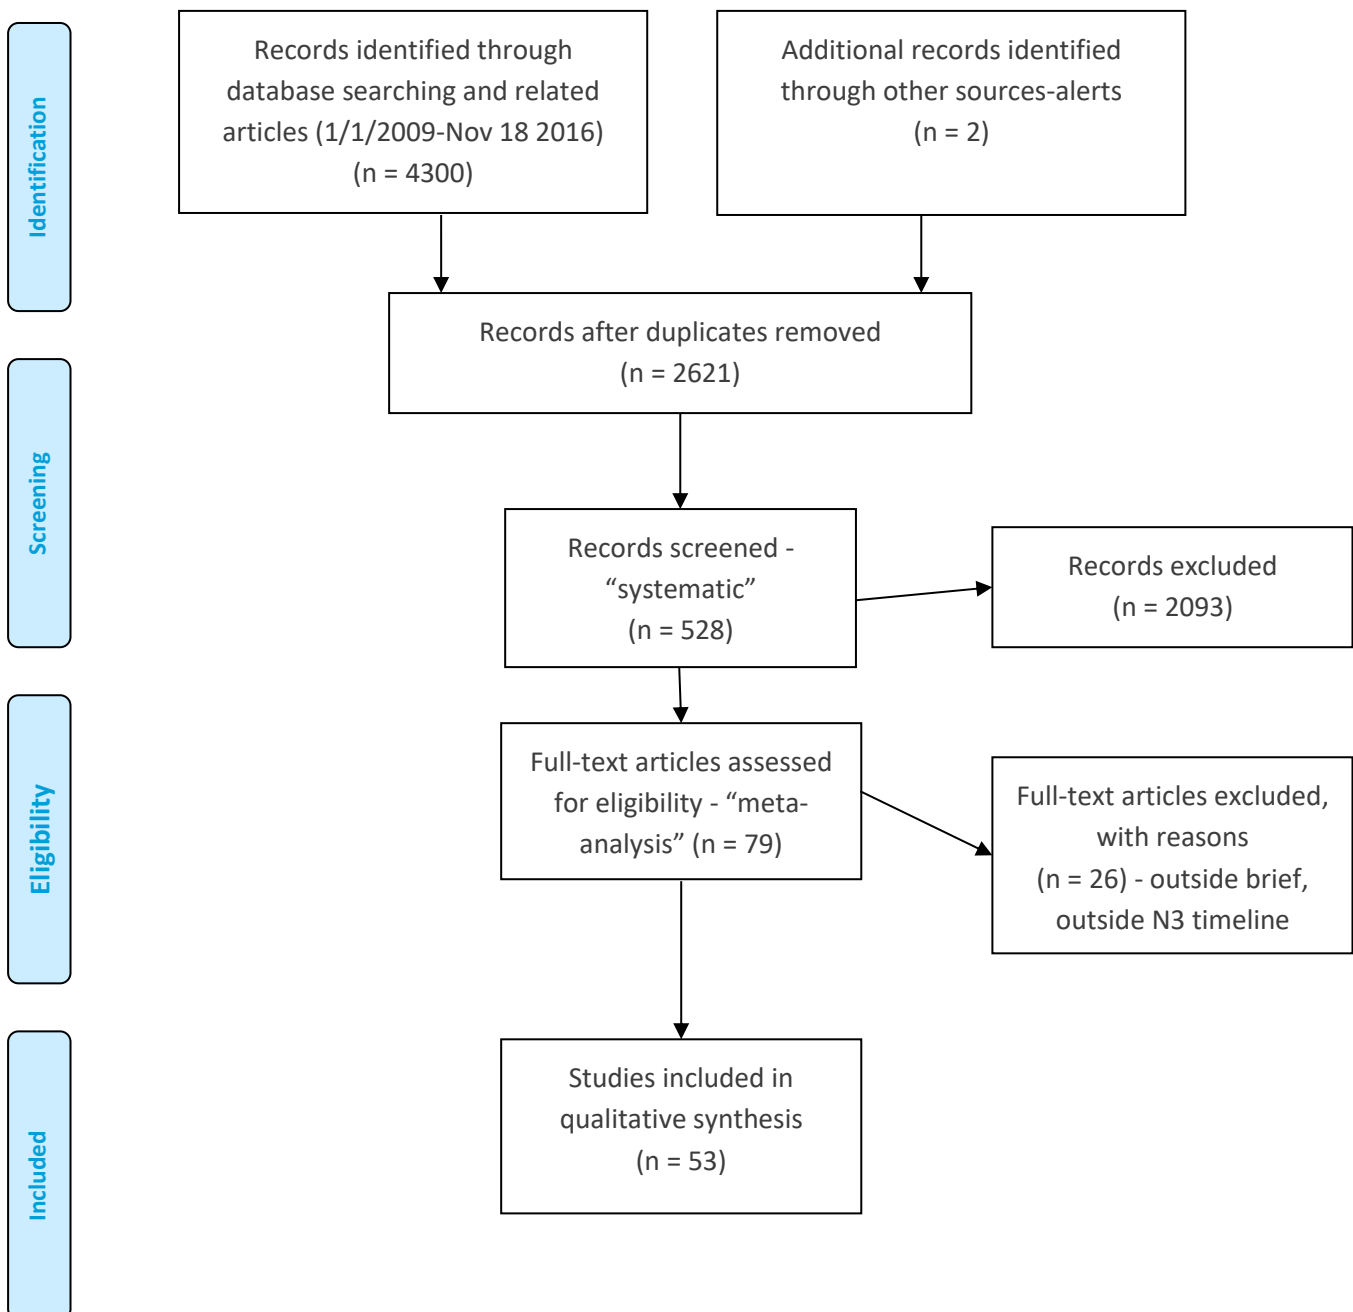 Identification
Records identified through
database searching and related
articles (1/1/2009-Nov 18 2016)
(n = 4300)
Additional records identified
through other sources-alerts
(n = 2)
Records after duplicates removed
(n = 2621)
Screening
Records screened -
“systematic”
(n = 528)
Records excluded
(n = 2093)
Eligibility
Full-text articles assessed
for eligibility - “meta-
analysis” (n = 79)
Full-text articles excluded,
with reasons
(n = 26) - outside brief,
outside N3 timeline
Included
Studies included in
qualitative synthesis
(n = 53)